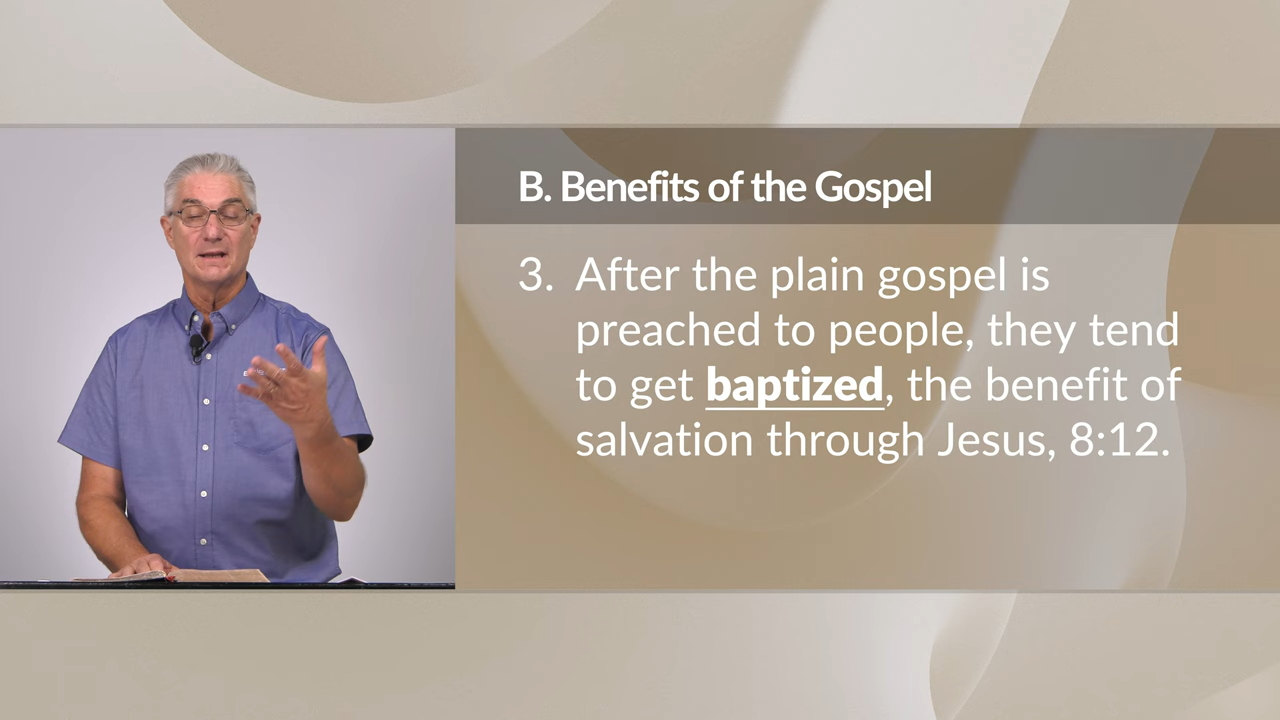 B. Benefits of the Gospel
3. After the plain gospel is
preached to people, they tend
to get baptized, the benefit of
salvation through Jesus, 8:12.